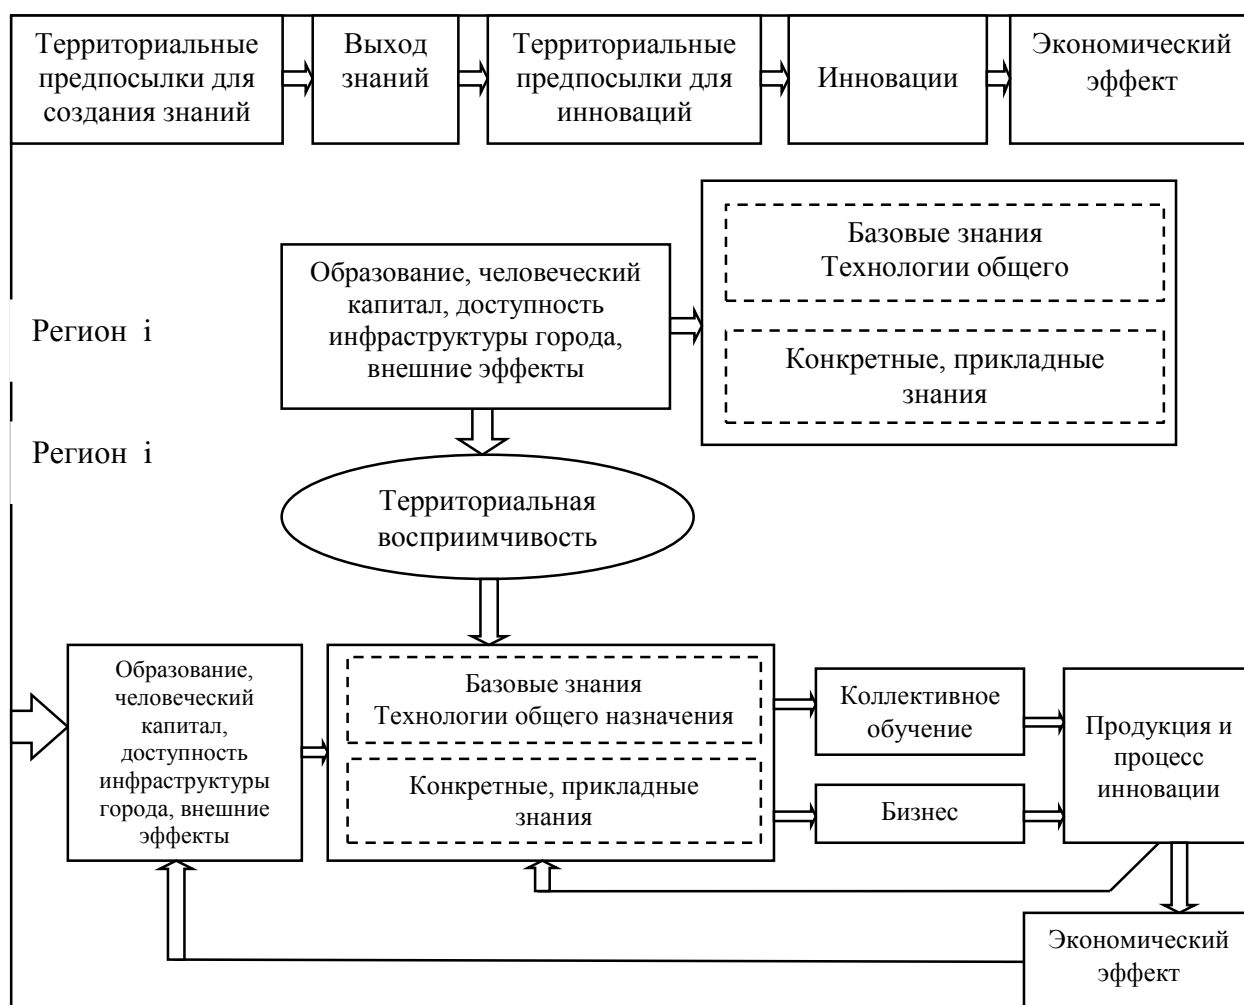 Территориальные
предпосылки для
создания знаний
Выход
знаний
Территориальные
предпосылки для
инноваций
Инновации
Экономический
эффект
Базовые знания
Технологии общего
Образование, человеческий
капитал, доступность
инфраструктуры города,
внешние эффекты
Регион i
Конкретные, прикладные
знания
Регион i
Территориальная
восприимчивость
Образование,
человеческий
капитал,
доступность
инфраструктуры
города, внешние
эффекты
Базовые знания
Технологии общего назначения
Конкретные, прикладные
знания
Коллективное
обучение
Бизнес
Продукция и
процесс
инновации
Экономический
эффект